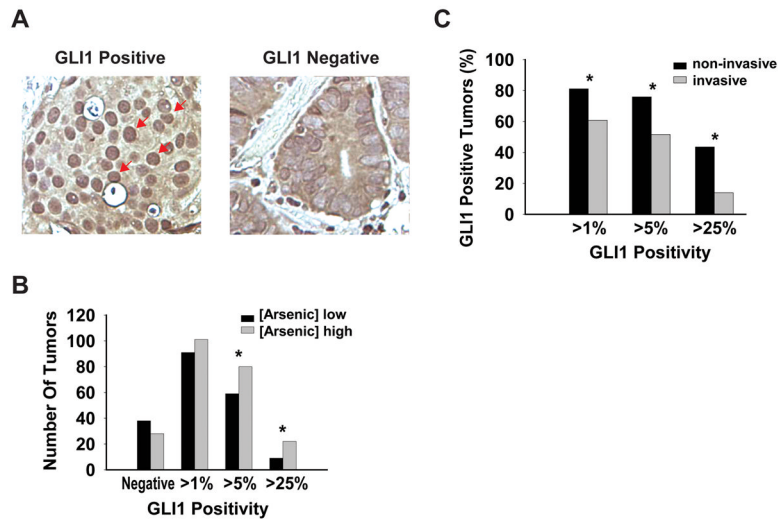 A
GLI1 Positive
GLI1 Negative
B
Number Of Tumors
120
100
80
60
40
20
0
[Arsenic] low
[Arsenic] high
*
*
Negative >1% >5% >25%
GLI1 Positivity
C
GLI1 Positive Tumors (%)
100
80
60
40
20
0
non-invasive
invasive
*
*
*
>1% >5% >25%
GLI1 Positivity